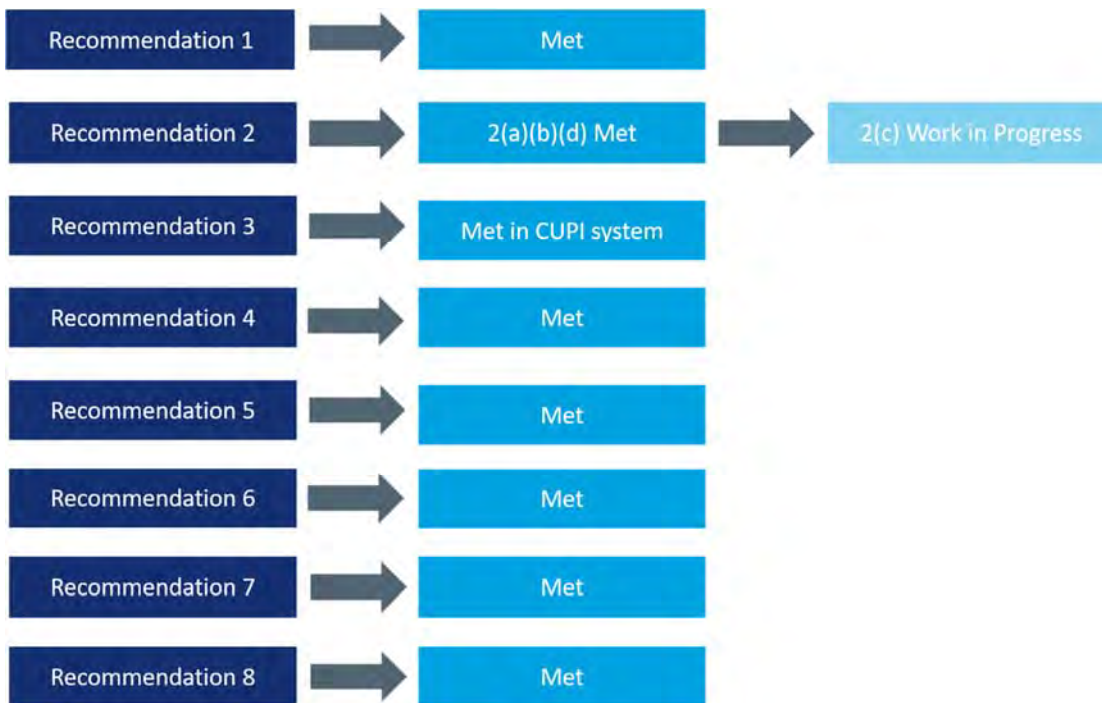 Recommendation 1
Met
Recommendation 2
2(a)(b)(d) Met
2(c) Work in Progress
Recommendation 3
Met in CUPI system
Recommendation 4
Met
Recommendation 5
Met
Recommendation 6
Met
Recommendation 7
Met
Recommendation 8
Met